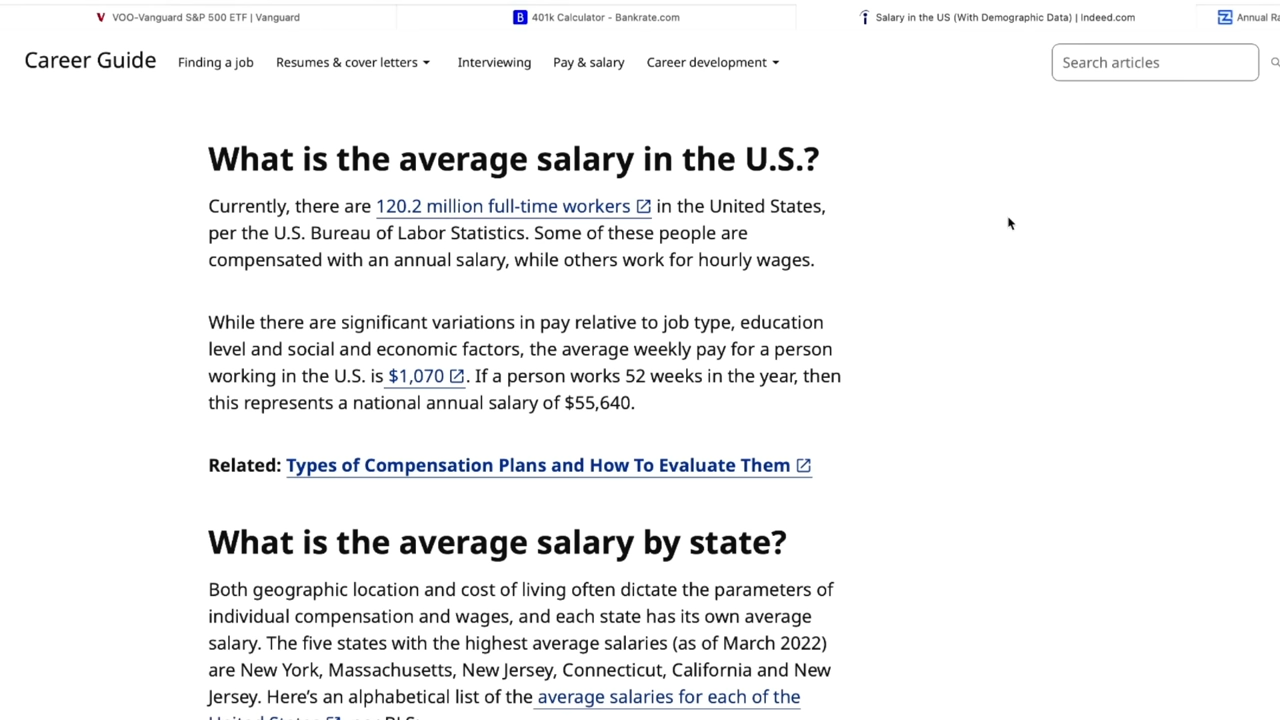 VOO-Vanguard S&P 500 ETF | Vanguard
B 401k Calculator - Bankrate.com
Salary in the US (With Demographic Data) | Indeed.com
Annual Ra
Career Guide
Finding a job
Resumes & cover letters
Interviewing
Pay & salary
Career development
Search articles
What is the average salary in the U.S.?
Currently, there are 120.2 million full-time workers in the United States,
per the U.S. Bureau of Labor Statistics. Some of these people are
compensated with an annual salary, while others work for hourly wages.
While there are significant variations in pay relative to job type, education
level and social and economic factors, the average weekly pay for a person
working in the U.S. is $1,070. If a person works 52 weeks in the year, then
this represents a national annual salary of $55,640.
Related: Types of Compensation Plans and How To Evaluate Them
What is the average salary by state?
Both geographic location and cost of living often dictate the parameters of
individual compensation and wages, and each state has its own average
salary. The five states with the highest average salaries (as of March 2022)
are New York, Massachusetts, New Jersey, Connecticut, California and New
Jersey. Here's an alphabetical list of the average salaries for each of the